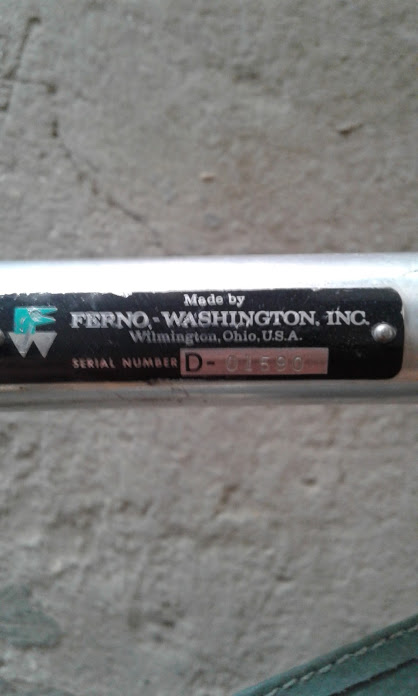 Made by
FERNO-WASHINGTON, INC.
Wilmington, Ohio, U.S.A.
SERIAL NUMBER D-01590